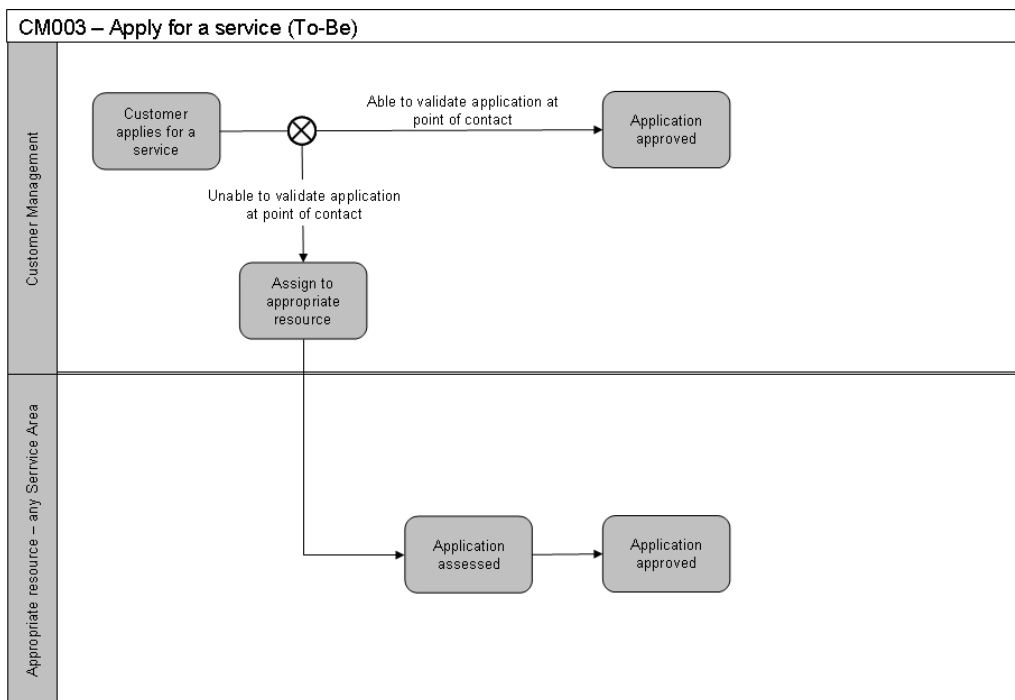 CM003 – Apply for a service (To-Be)
Customer Management
Customer
applies for a
service
Able to validate application at
point of contact
Application
approved
Unable to validate application
at point of contact
Assign to
appropriate
resource
Appropriate resource – any Serrvice Area
Application
assessed
Application
approved